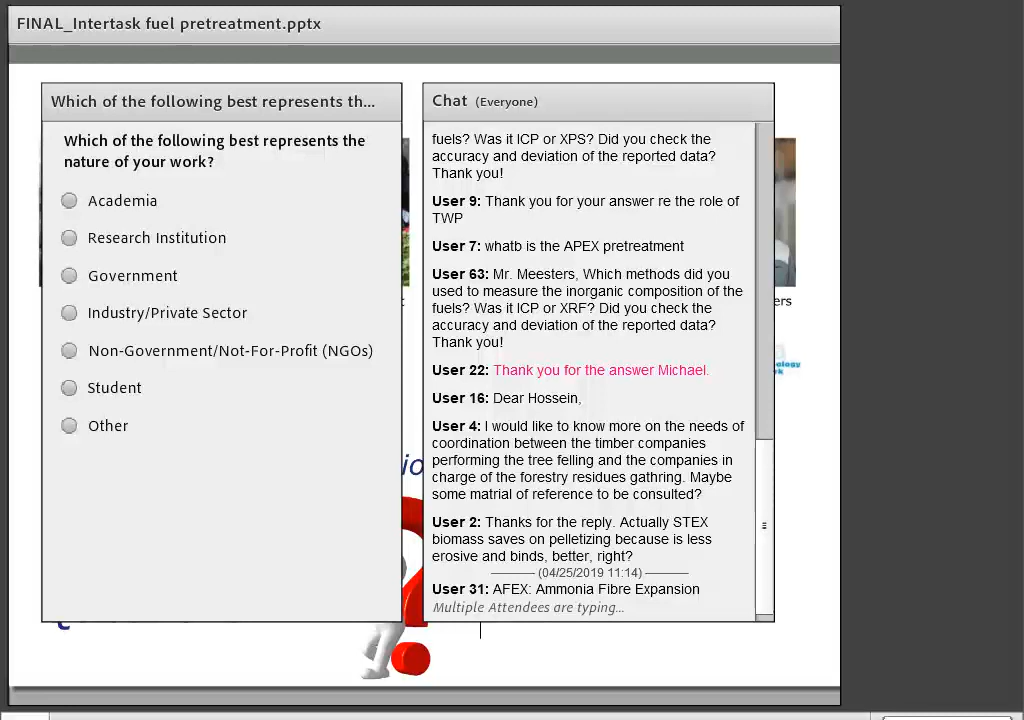 FINAL_Intertask fuel pretreatment.pptx
Which of the following best represents th...
Which of the following best represents the
nature of your work?
Academia
Research Institution
Government
Industry/Private Sector
Non-Government/Not-For-Profit (NGOs)
Student
Other
Chat (Everyone)
fuels? Was it ICP or XPS? Did you check the
accuracy and deviation of the reported data?
Thank you!
User 9: Thank you for your answer re the role of
TWP
User 7: whatb is the APEX pretreatment
User 63: Mr. Meesters, Which methods did you
used to measure the inorganic composition of the
fuels? Was it ICP or XRF? Did you check the
accuracy and deviation of the reported data?
Thank you!
User 22: Thank you for the answer Michael.
User 16: Dear Hossein,
User 4: I would like to know more on the needs of
coordination between the timber companies
performing the tree felling and the companies in
charge of the forestry residues gathring. Maybe
some matrial of reference to be consulted?
User 2: Thanks for the reply. Actually STEX
biomass saves on pelletizing because is less
erosive and binds, better, right?
(04/25/2019 11:14)
User 31: AFEX: Ammonia Fibre Expansion
Multiple Attendees are typing...